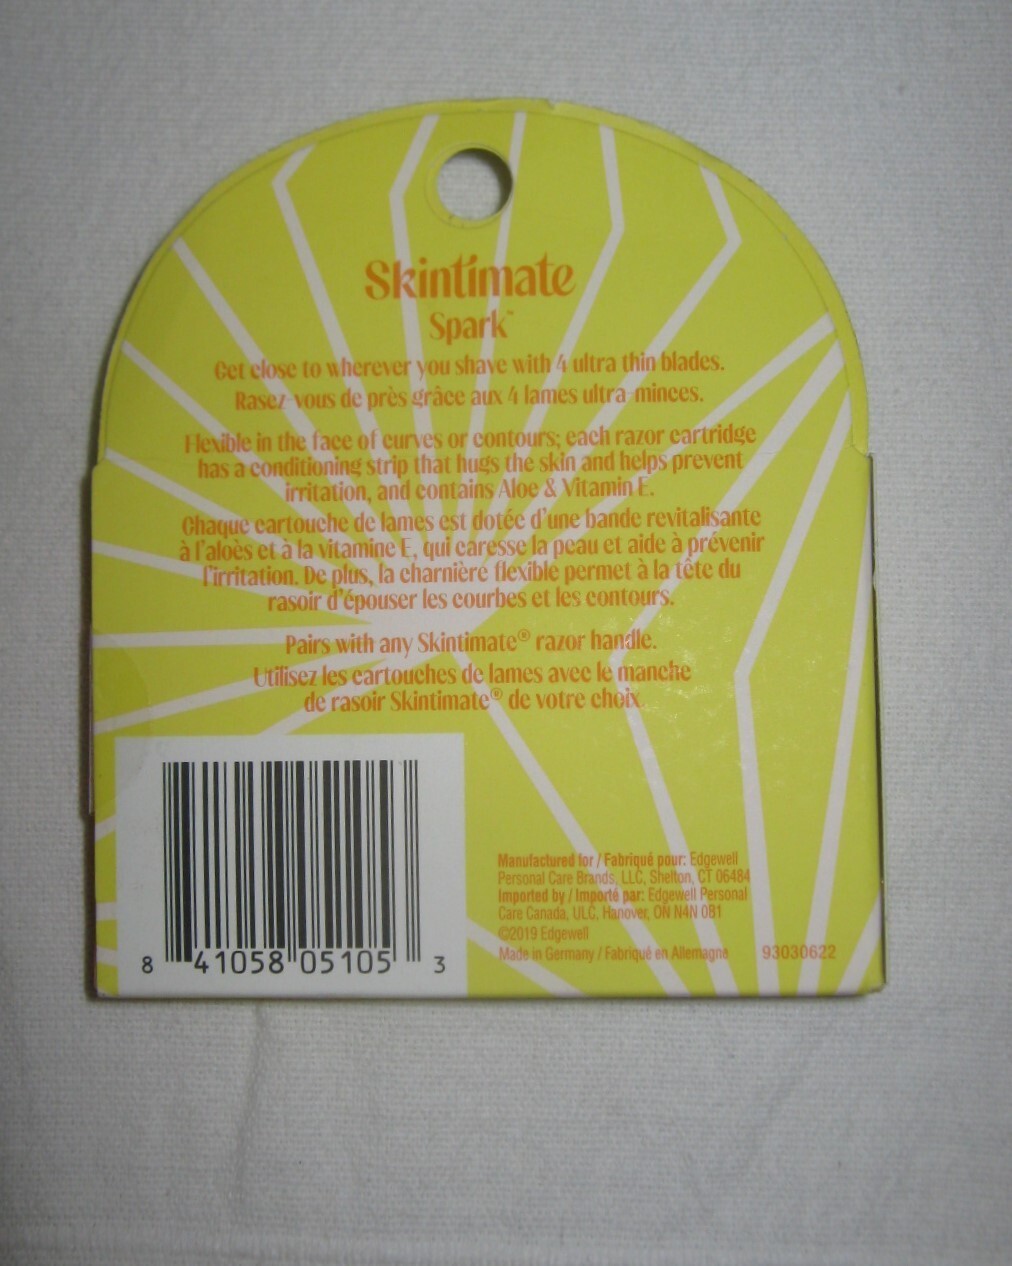 Skintimate
Spark™
Get close to wherever you shave with 4 ultra thin blades.
Rasez-vous de près grâce aux 4 lames ultra-minces.
Flexible in the face of curves or contours; each razor cartridge
has a conditioning strip that hugs the skin and helps prevent
irritation, and contains Aloe & Vitamin E.
Chaque cartouche de lames est dotée d'une bande revitalisante
à l'aloès et à la vitamine E, qui caresse la peau et aide à prévenir
l'irritation. De plus, la charnière flexible permet à la tête du
rasoir d'épouser les courbes et les contours.
Pairs with any Skintimate® razor handle.
Utilisez les cartouches de lames avec le manche
de rasoir Skintimate® de votre choix.
Manufactured for / Fabriqué pour: Edgewell
Personal Care Brands, LLC, Shelton, CT 06484
Imported by / Importé par: Edgewell Personal
Care Canada, ULC, Hanover, ON N4N 0B1
©2019 Edgewell
Made in Germany / Fabriqué en Allemagne 93030622
8 41058 05105 3